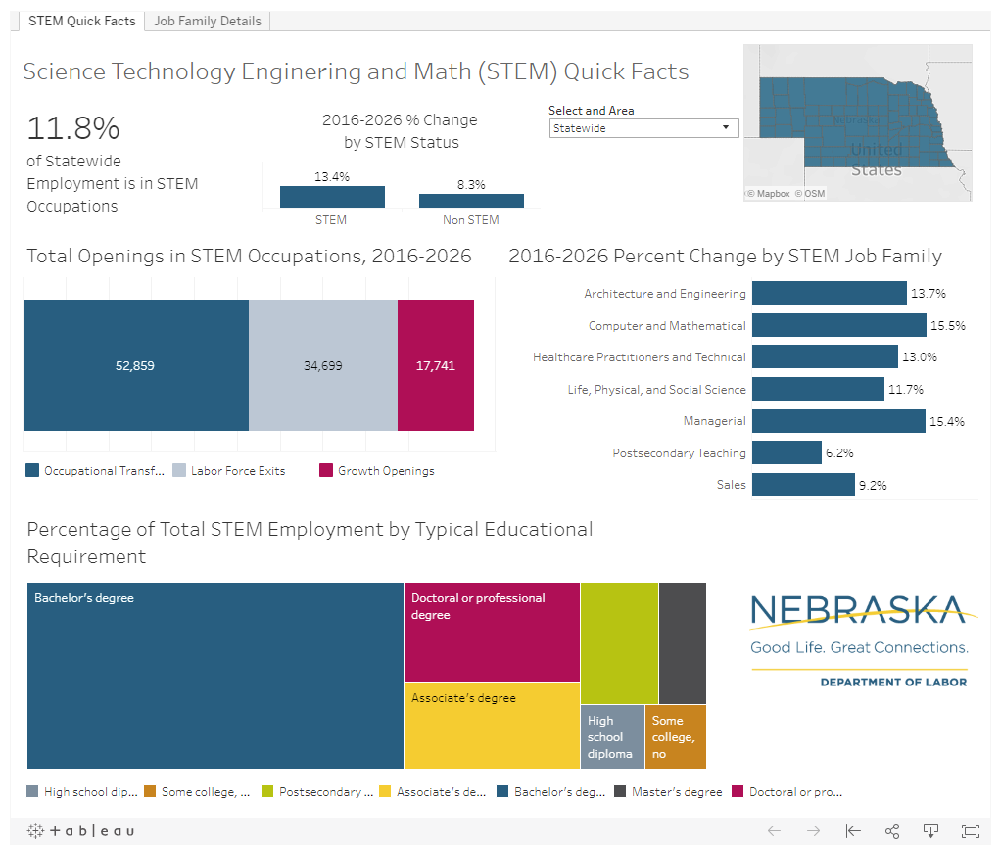 STEM Quick Facts
Job Family Details
Science Technology Enginering and Math (STEM) Quick Facts
11.8%
of Statewide
Employment is in STEM
Occupations
2016-2026 % Change
by STEM Status
13.4%
8.3%
STEM
Non STEM
Select and Area
Statewide
Nebraska
United
States
© Mapbox © OSM
Total Openings in STEM Occupations, 2016-2026
52,859
34,699
17,741
Occupational Transf...
Labor Force Exits
Growth Openings
2016-2026 Percent Change by STEM Job Family
Architecture and Engineering 13.7%
Computer and Mathematical 15.5%
Healthcare Practitioners and Technical 13.0%
Life, Physical, and Social Science 11.7%
Managerial 15.4%
Postsecondary Teaching 6.2%
Sales 9.2%
Percentage of Total STEM Employment by Typical Educational
Requirement
Bachelor's degree
Doctoral or professional
degree
Associate's degree
High
school
diploma
Some
college,
no
High school dip...
Some college, ...
Postsecondary ...
Associate's de...
Bachelor's deg...
Master's degree
Doctoral or pro...
NEBRASKA
Good Life. Great Connections.
DEPARTMENT OF LABOR
+ a b l e a u